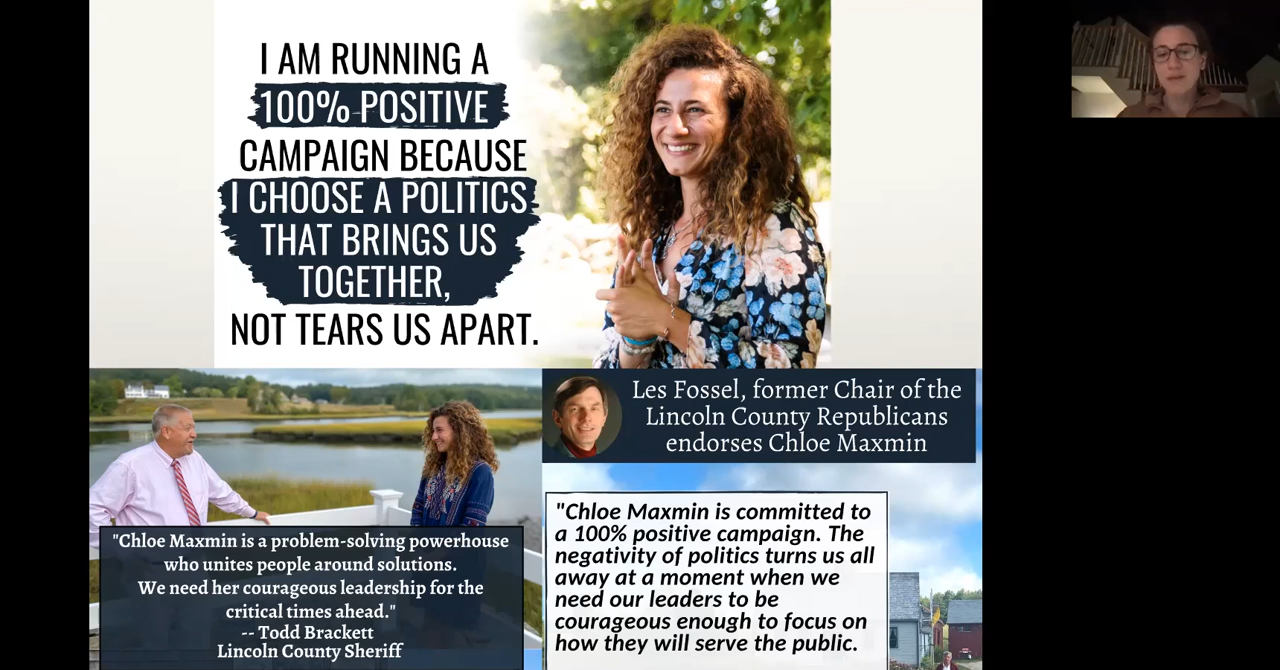 I AM RUNNING A
100% POSITIVE
CAMPAIGN BECAUSE
I CHOOSE A POLITICS
THAT BRINGS US
TOGETHER,
NOT TEARS US APART.
"Chloe Maxmin is a problem-solving powerhouse
who unites people around solutions.
We need her courageous leadership for the
critical times ahead."
-- Todd Brackett
Lincoln County Sheriff
Les Fossel, former Chair of the
Lincoln County Republicans
endorses Chloe Maxmin
"Chloe Maxmin is committed to
a 100% positive campaign. The
negativity of politics turns us all
away at a moment when we
need our leaders to be
courageous enough to focus on
how they will serve the public.